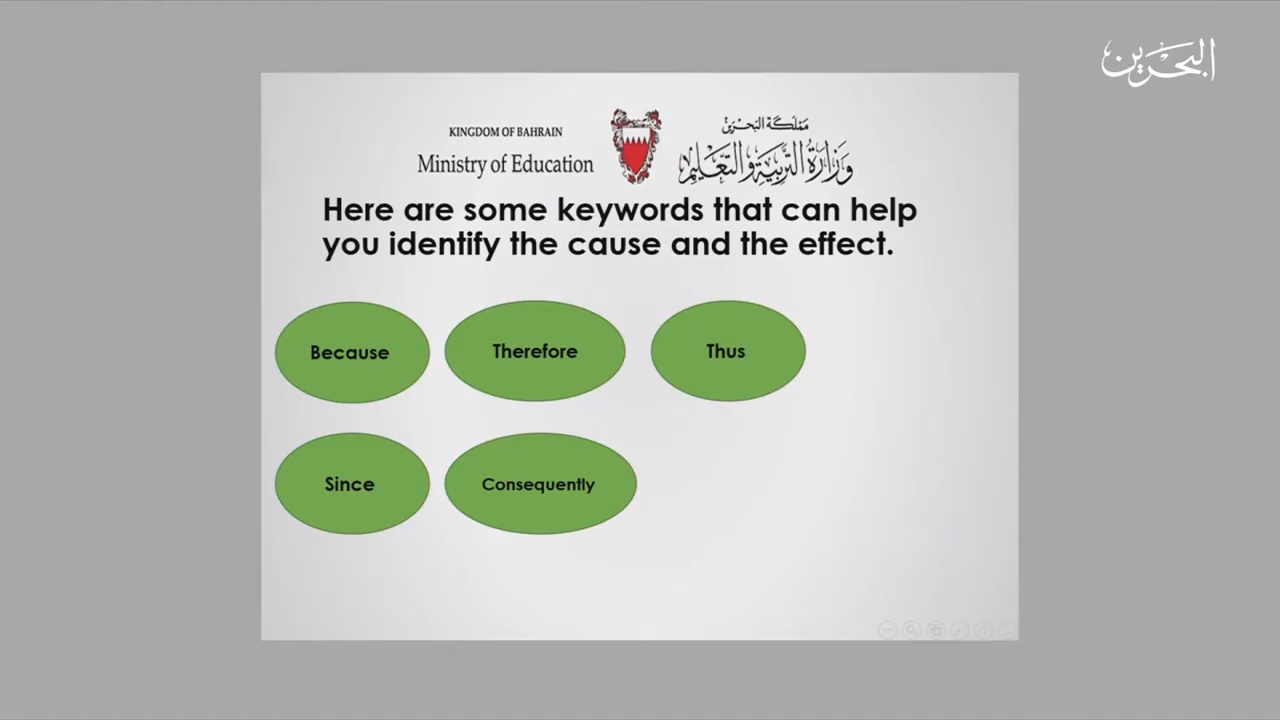 البحرين
KINGDOM OF BAHRAIN
Ministry of Education
مملكة البحرين
وزارة التربية والتعليم
Here are some keywords that can help
you identify the cause and the effect.
Because
Therefore
Thus
Since
Consequently